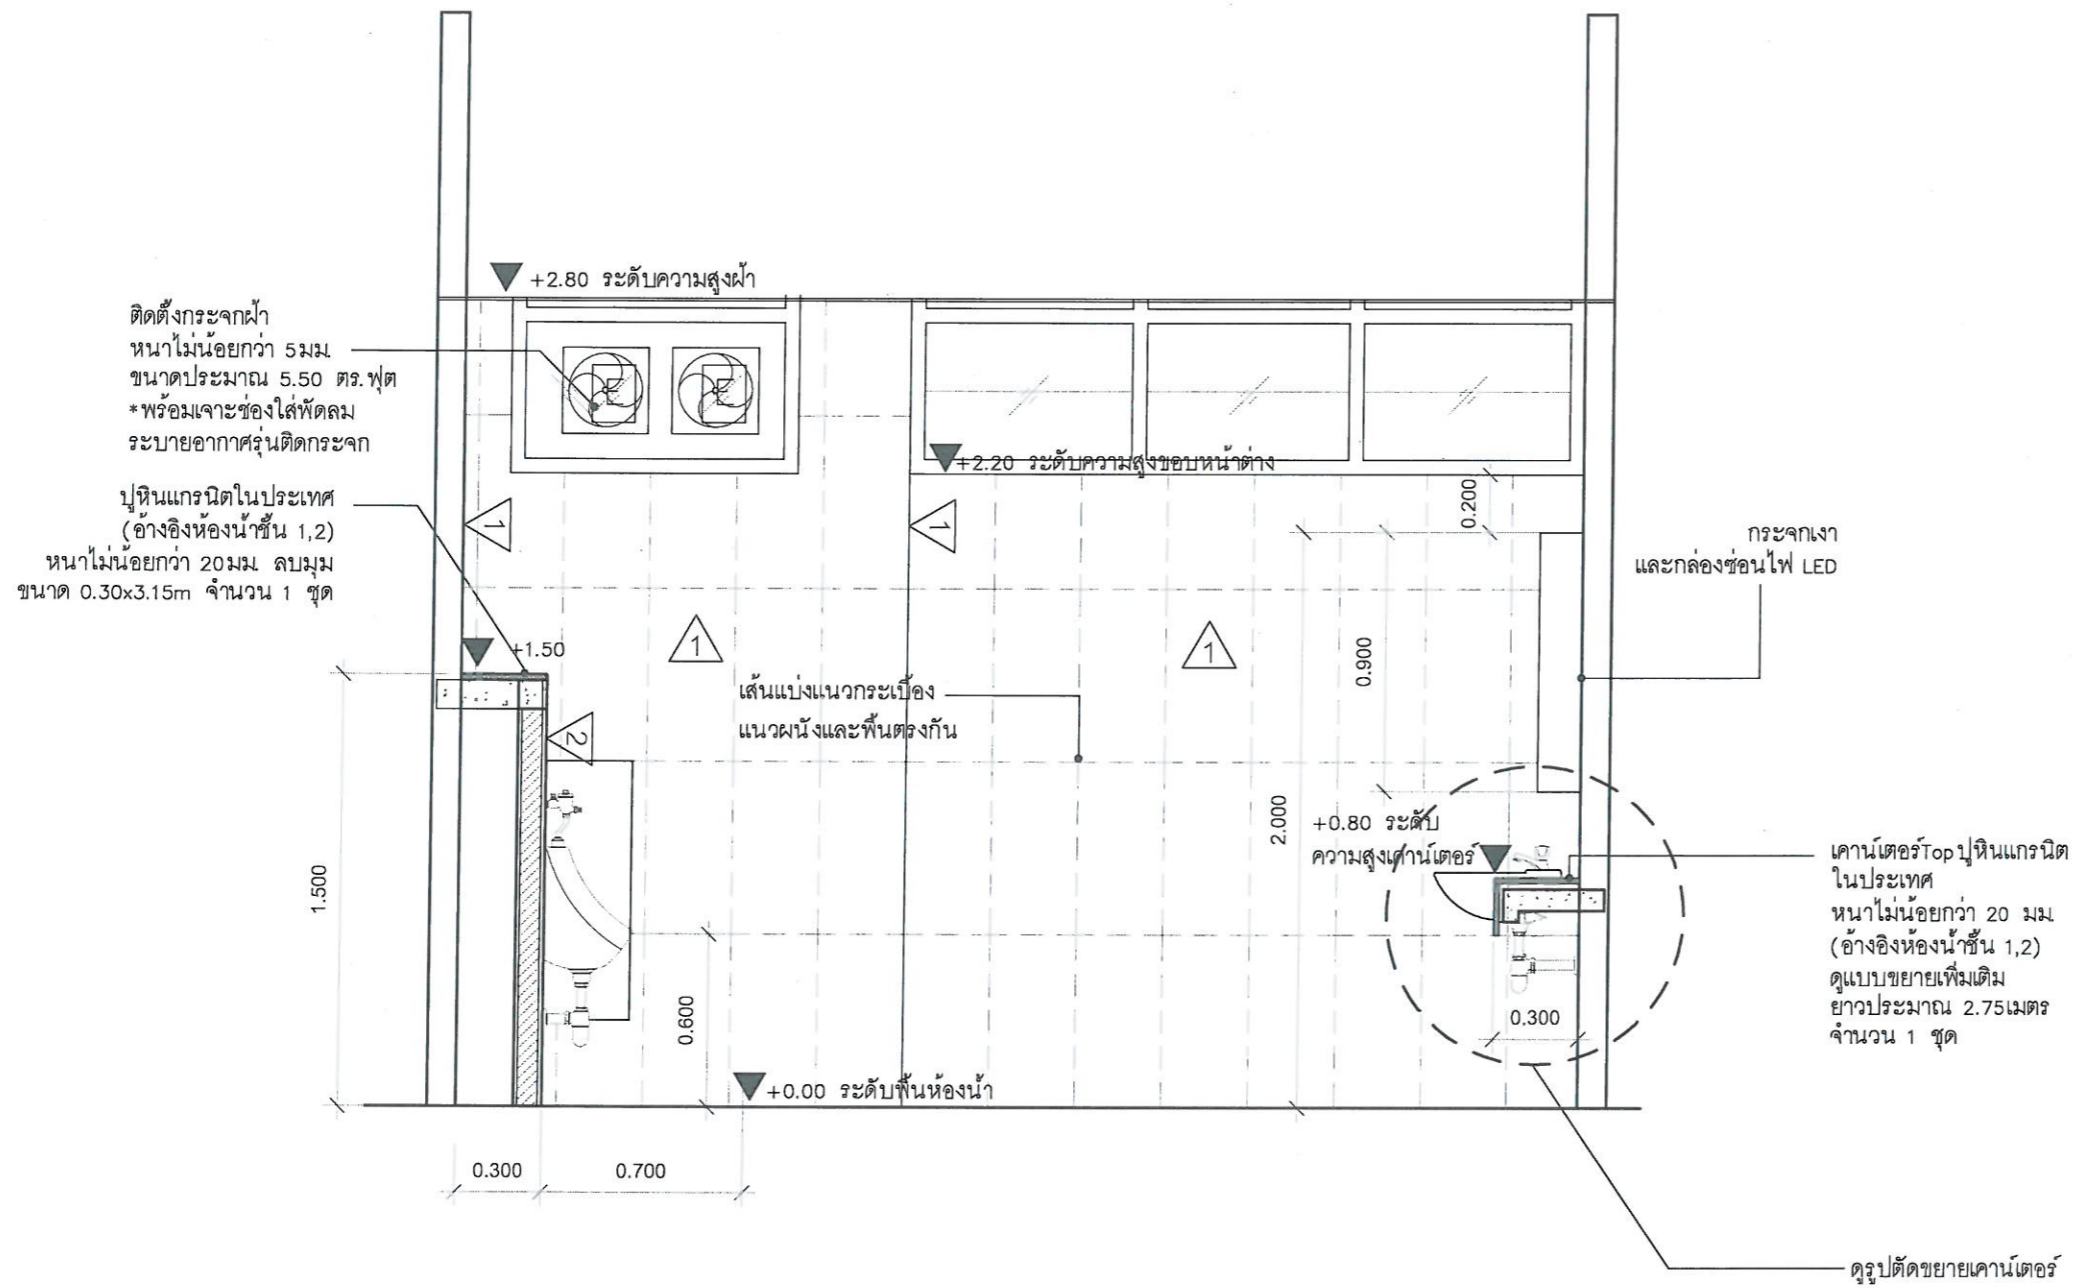 +2.80 ระดับความสูงฝ้า
ติดตั้งกระจกฝ้า
หนาไม่น้อยกว่า 5มม.
ขนาดประมาณ 5.50 ตร.ฟุต
*พร้อมเจาะช่องใส่พัดลม
ระบายอากาศรุ่นติดกระจก
+2.20 ระดับความสูงขอบหน้าต่าง
ปูหินแกรนิตในประเทศ
(อ้างอิงห้องน้ำชั้น 1,2)
หนาไม่น้อยกว่า 20มม. ลบมุม
ขนาด 0.30x3.15m จำนวน 1 ชุด
1
1
0.200
กระจกเงา
และกล่องซ่อนไฟ LED
+1.50
1
1
0.900
เส้นแบ่งแนวกระเบื้อง
แนวผนังและพื้นตรงกัน
2
2.000
+0.80 ระดับ
ความสูงเคาน์เตอร์
1.500
เคาน์เตอร์Topปูหินแกรนิต
ในประเทศ
หนาไม่น้อยกว่า 20 มม.
(อ้างอิงห้องน้ำชั้น 1,2)
ดูแบบขยายเพิ่มเติม
ยาวประมาณ 2.75เมตร
จำนวน 1 ชุด
0.600
0.300
+0.00 ระดับพื้นห้องน้ำ
0.300
0.700
ดูรูปตัดขยายเคาน์เตอร์